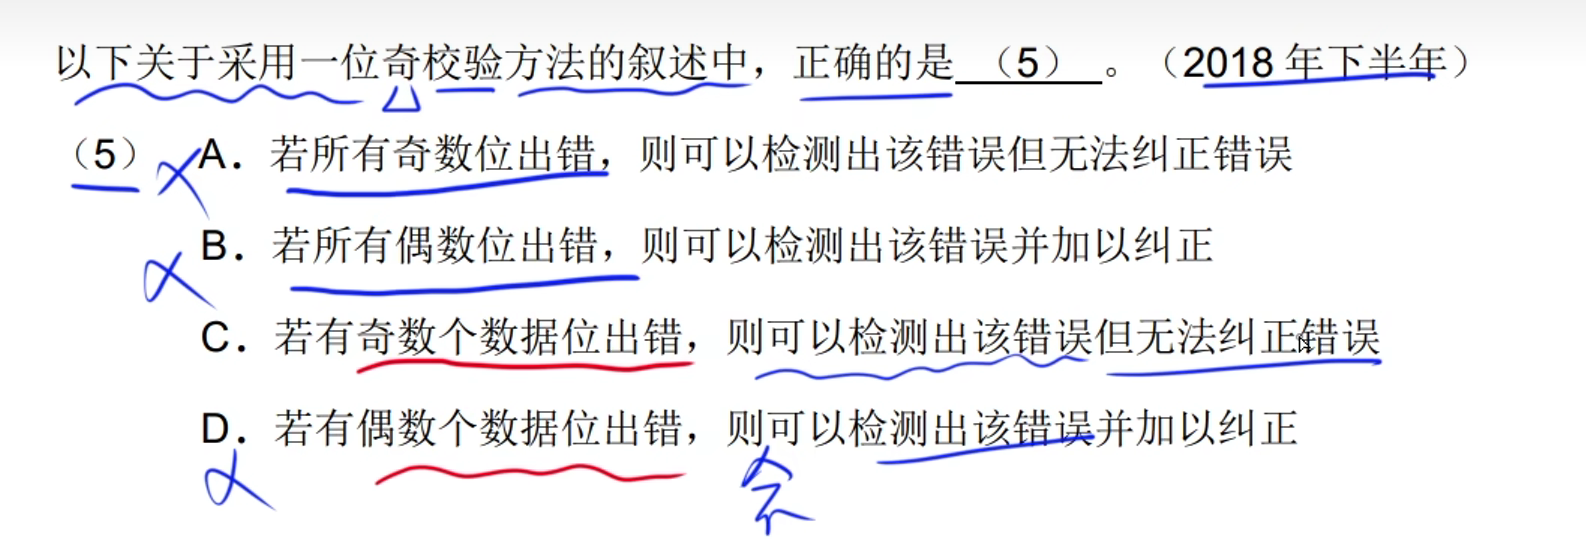 以下关于采用一位奇校验方法的叙述中，正确的是（5）。（2018 年下半年）
（5） A．若所有奇数位出错，则可以检测出该错误但无法纠正错误
B．若所有偶数位出错，则可以检测出该错误并加以纠正
C．若有奇数个数据位出错，则可以检测出该错误但无法纠正错误
D．若有偶数个数据位出错，则可以检测出该错误并加以纠正